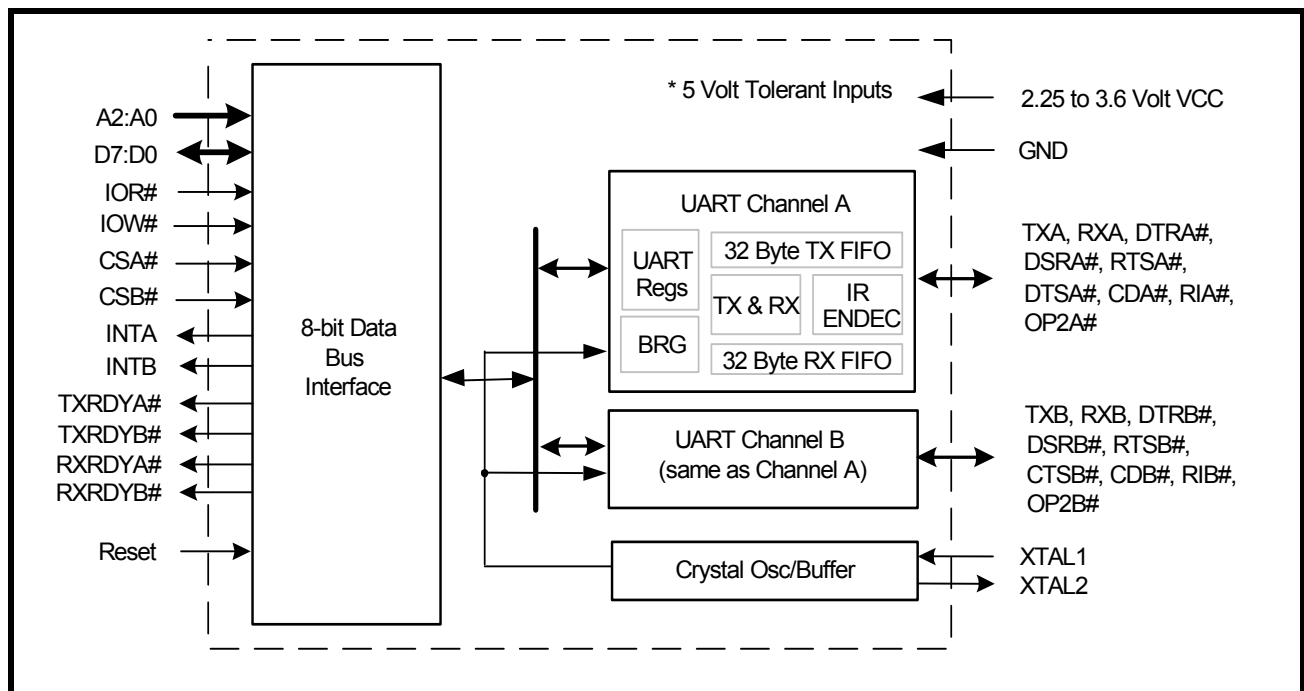 * 5 Volt Tolerant Inputs
2.25 to 3.6 Volt VCC
GND
A2:A0
D7:D0
IOR#
IOW#
CSA#
CSB#
INTA
INTB
TXRDYA#
TXRDYB#
RXRDYA#
RXRDYB#
Reset
8-bit Data
Bus
Interface
UART Channel A
UART
Regs
BRG
32 Byte TX FIFO
TX & RX
IR
ENDEC
32 Byte RX FIFO
TXA, RXA, DTRA#,
DSRA#, RTSA#,
DTSA#, CDA#, RIA#,
OP2A#
UART Channel B
(same as Channel A)
TXB, RXB, DTRB#,
DSRB#, RTSB#,
CTSB#, CDB#, RIB#,
OP2B#
Crystal Osc/Buffer
XTAL1
XTAL2